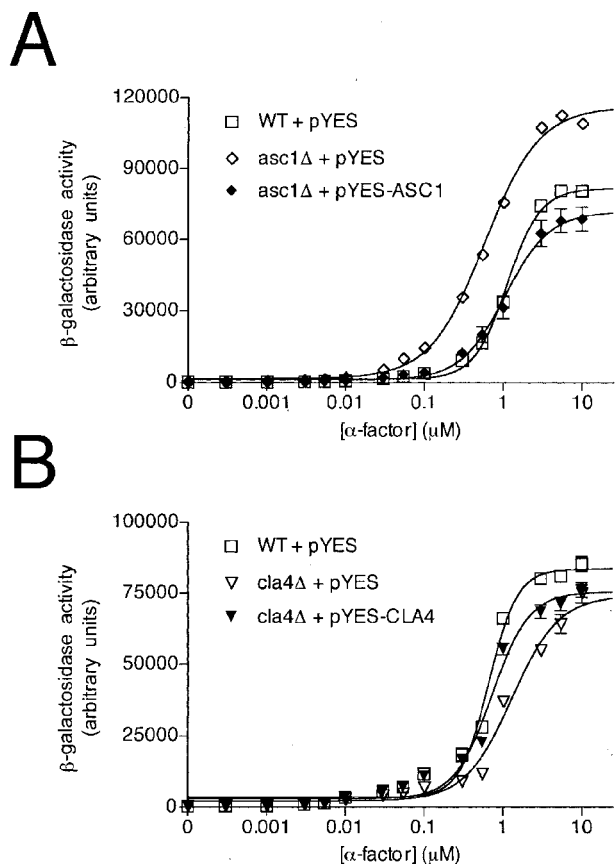 A
β-galactosidase activity
(arbitrary units)
120000
90000
60000
30000
0
WT + pYES
asc1Δ + pYES
asc1Δ + pYES-ASC1
0 0.001 0.01 0.1 1 10
[α-factor] (μM)
B
β-galactosidase activity
(arbitrary units)
100000
75000
50000
25000
0
WT + pYES
cla4Δ + pYES
cla4Δ + pYES-CLA4
0 0.001 0.01 0.1 1 10
[α-factor] (μM)